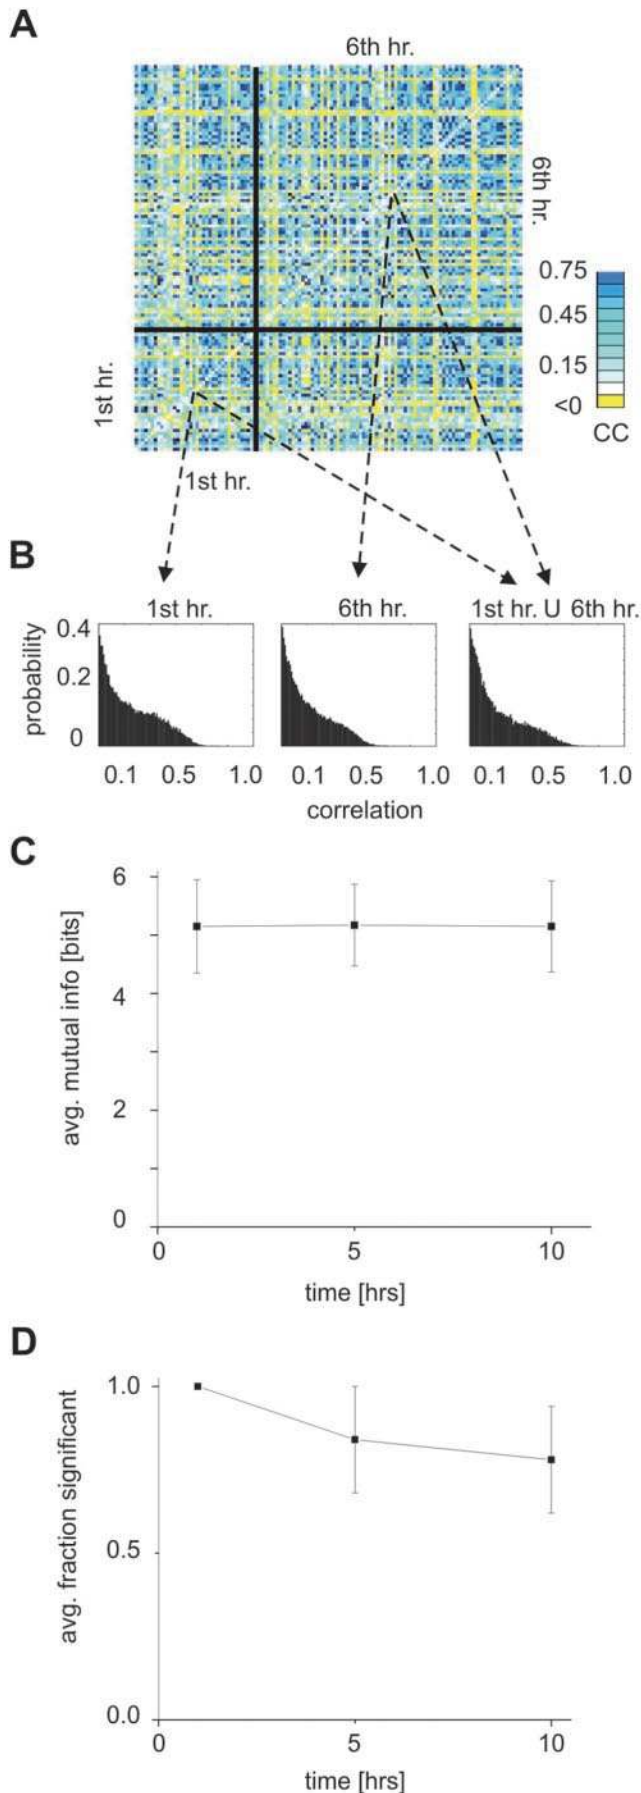 A
6th hr.
6th hr.
0.75
0.45
0.15
<0
CC
1st hr.
1st hr.
B
1st hr.
6th hr.
1st hr. U 6th hr.
probability
0.4
0.2
0
0.1 0.5 1.0
0.1 0.5 1.0
0.1 0.5 1.0
correlation
C
avg. mutual info [bits]
6
4
2
0
0 5 10
time [hrs]
D
avg. fraction significant
1.0
0.5
0.0
0 5 10
time [hrs]